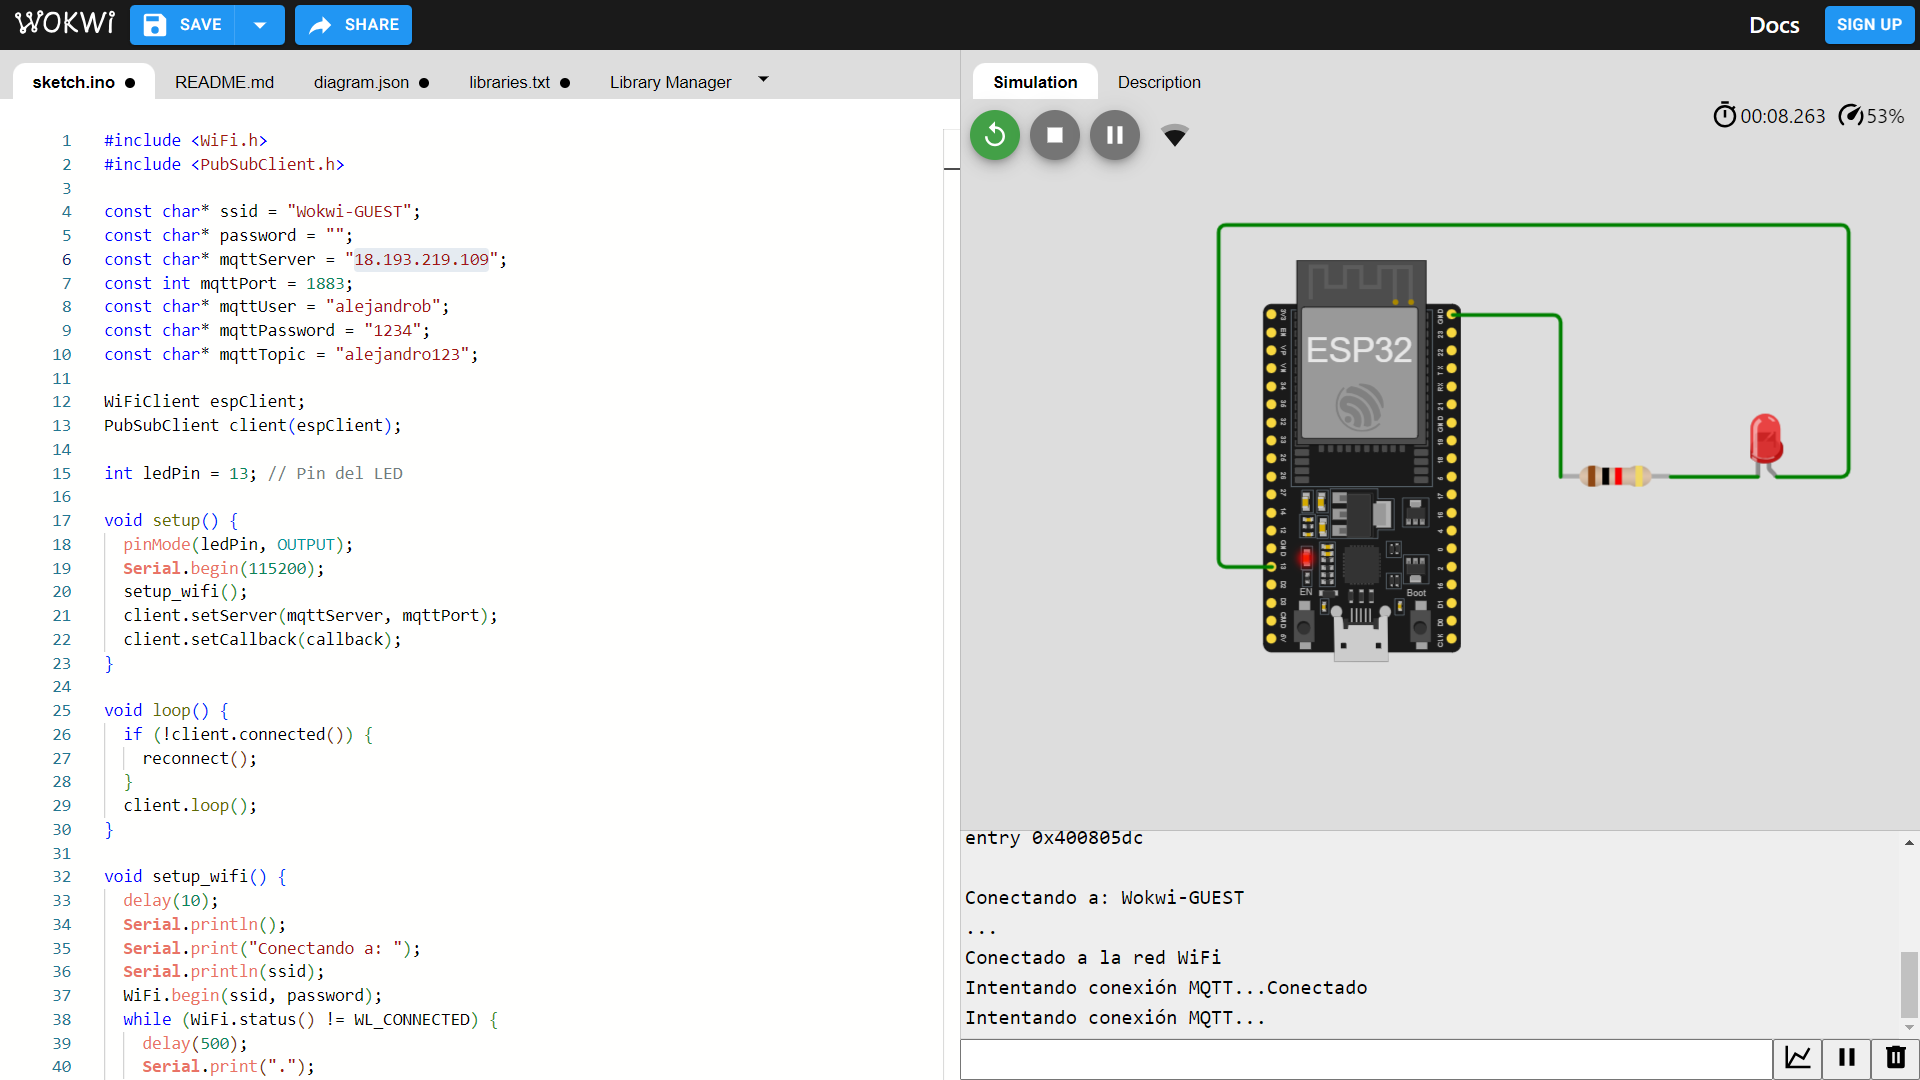 WOKWI SAVE SHARE Docs SIGN UP
sketch.ino ● README.md diagram.json ● libraries.txt ● Library Manager
Simulation Description
00:08.263 53%
1 #include <WiFi.h>
2 #include <PubSubClient.h>
3
4 const char* ssid = "Wokwi-GUEST";
5 const char* password = "";
6 const char* mqttServer = "18.193.219.109";
7 const int mqttPort = 1883;
8 const char* mqttUser = "alejandrob";
9 const char* mqttPassword = "1234";
10 const char* mqttTopic = "alejandro123";
11
12 WiFiClient espClient;
13 PubSubClient client(espClient);
14
15 int ledPin = 13; // Pin del LED
16
17 void setup() {
18 pinMode(ledPin, OUTPUT);
19 Serial.begin(115200);
20 setup_wifi();
21 client.setServer(mqttServer, mqttPort);
22 client.setCallback(callback);
23 }
24
25 void loop() {
26 if (!client.connected()) {
27 reconnect();
28 }
29 client.loop();
30 }
31
32 void setup_wifi() {
33 delay(10);
34 Serial.println();
35 Serial.print("Conectando a: ");
36 Serial.println(ssid);
37 WiFi.begin(ssid, password);
38 while (WiFi.status() != WL_CONNECTED) {
39 delay(500);
40 Serial.print(".");
ESP32
EN
Boot
entry 0x400805dc
Conectando a: Wokwi-GUEST
...
Conectado a la red WiFi
Intentando conexión MQTT...Conectado
Intentando conexión MQTT...